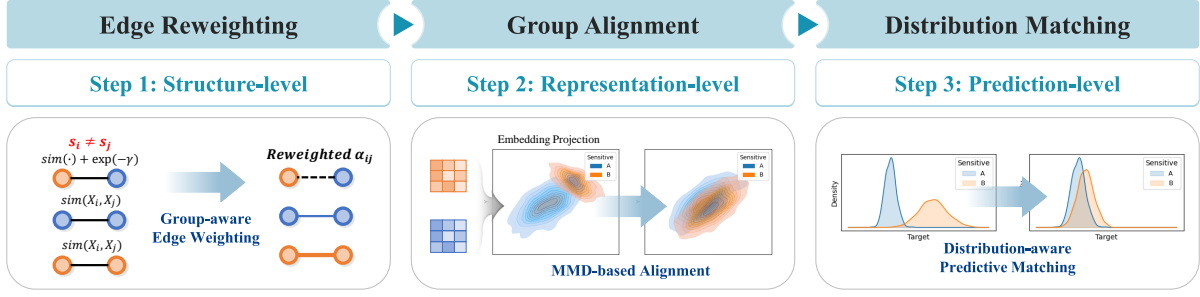 Edge Reweighting
Group Alignment
Distribution Matching
Step 1: Structure-level
Step 2: Representation-level
Step 3: Prediction-level
s_i ≠ s_j
sim(·) + exp(−γ)
sim(X_i, X_j)
sim(X_i, X_j)
Group-aware
Edge Weighting
Reweighted α_ij
Embedding Projection
Sensitive
A
B
Sensitive
A
B
MMD-based Alignment
Density
Sensitive
A
B
Target
Sensitive
A
B
Target
Distribution-aware
Predictive Matching